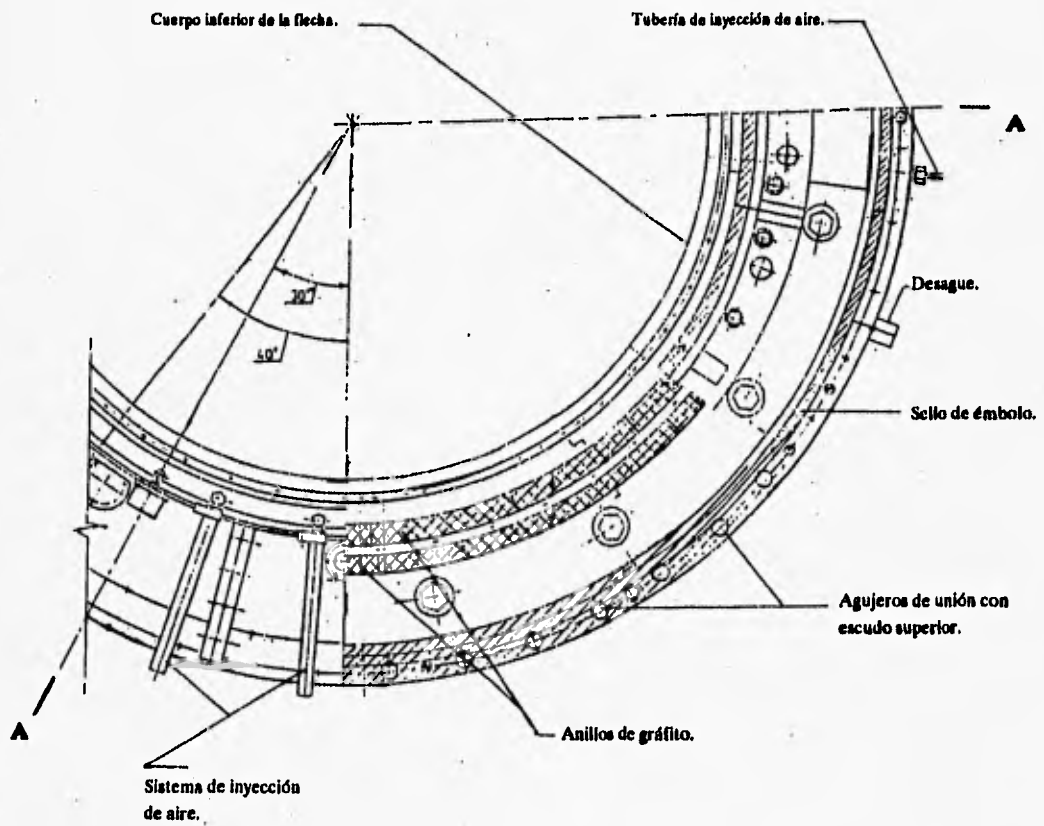 Cuerpo inferior de la flecha.
Tubería de inyección de aire.
A
30°
40°
Desague.
Sello de émbolo.
Agujeros de unión con
escudo superior.
A
Anillos de gráfito.
Sistema de inyección
de aire.